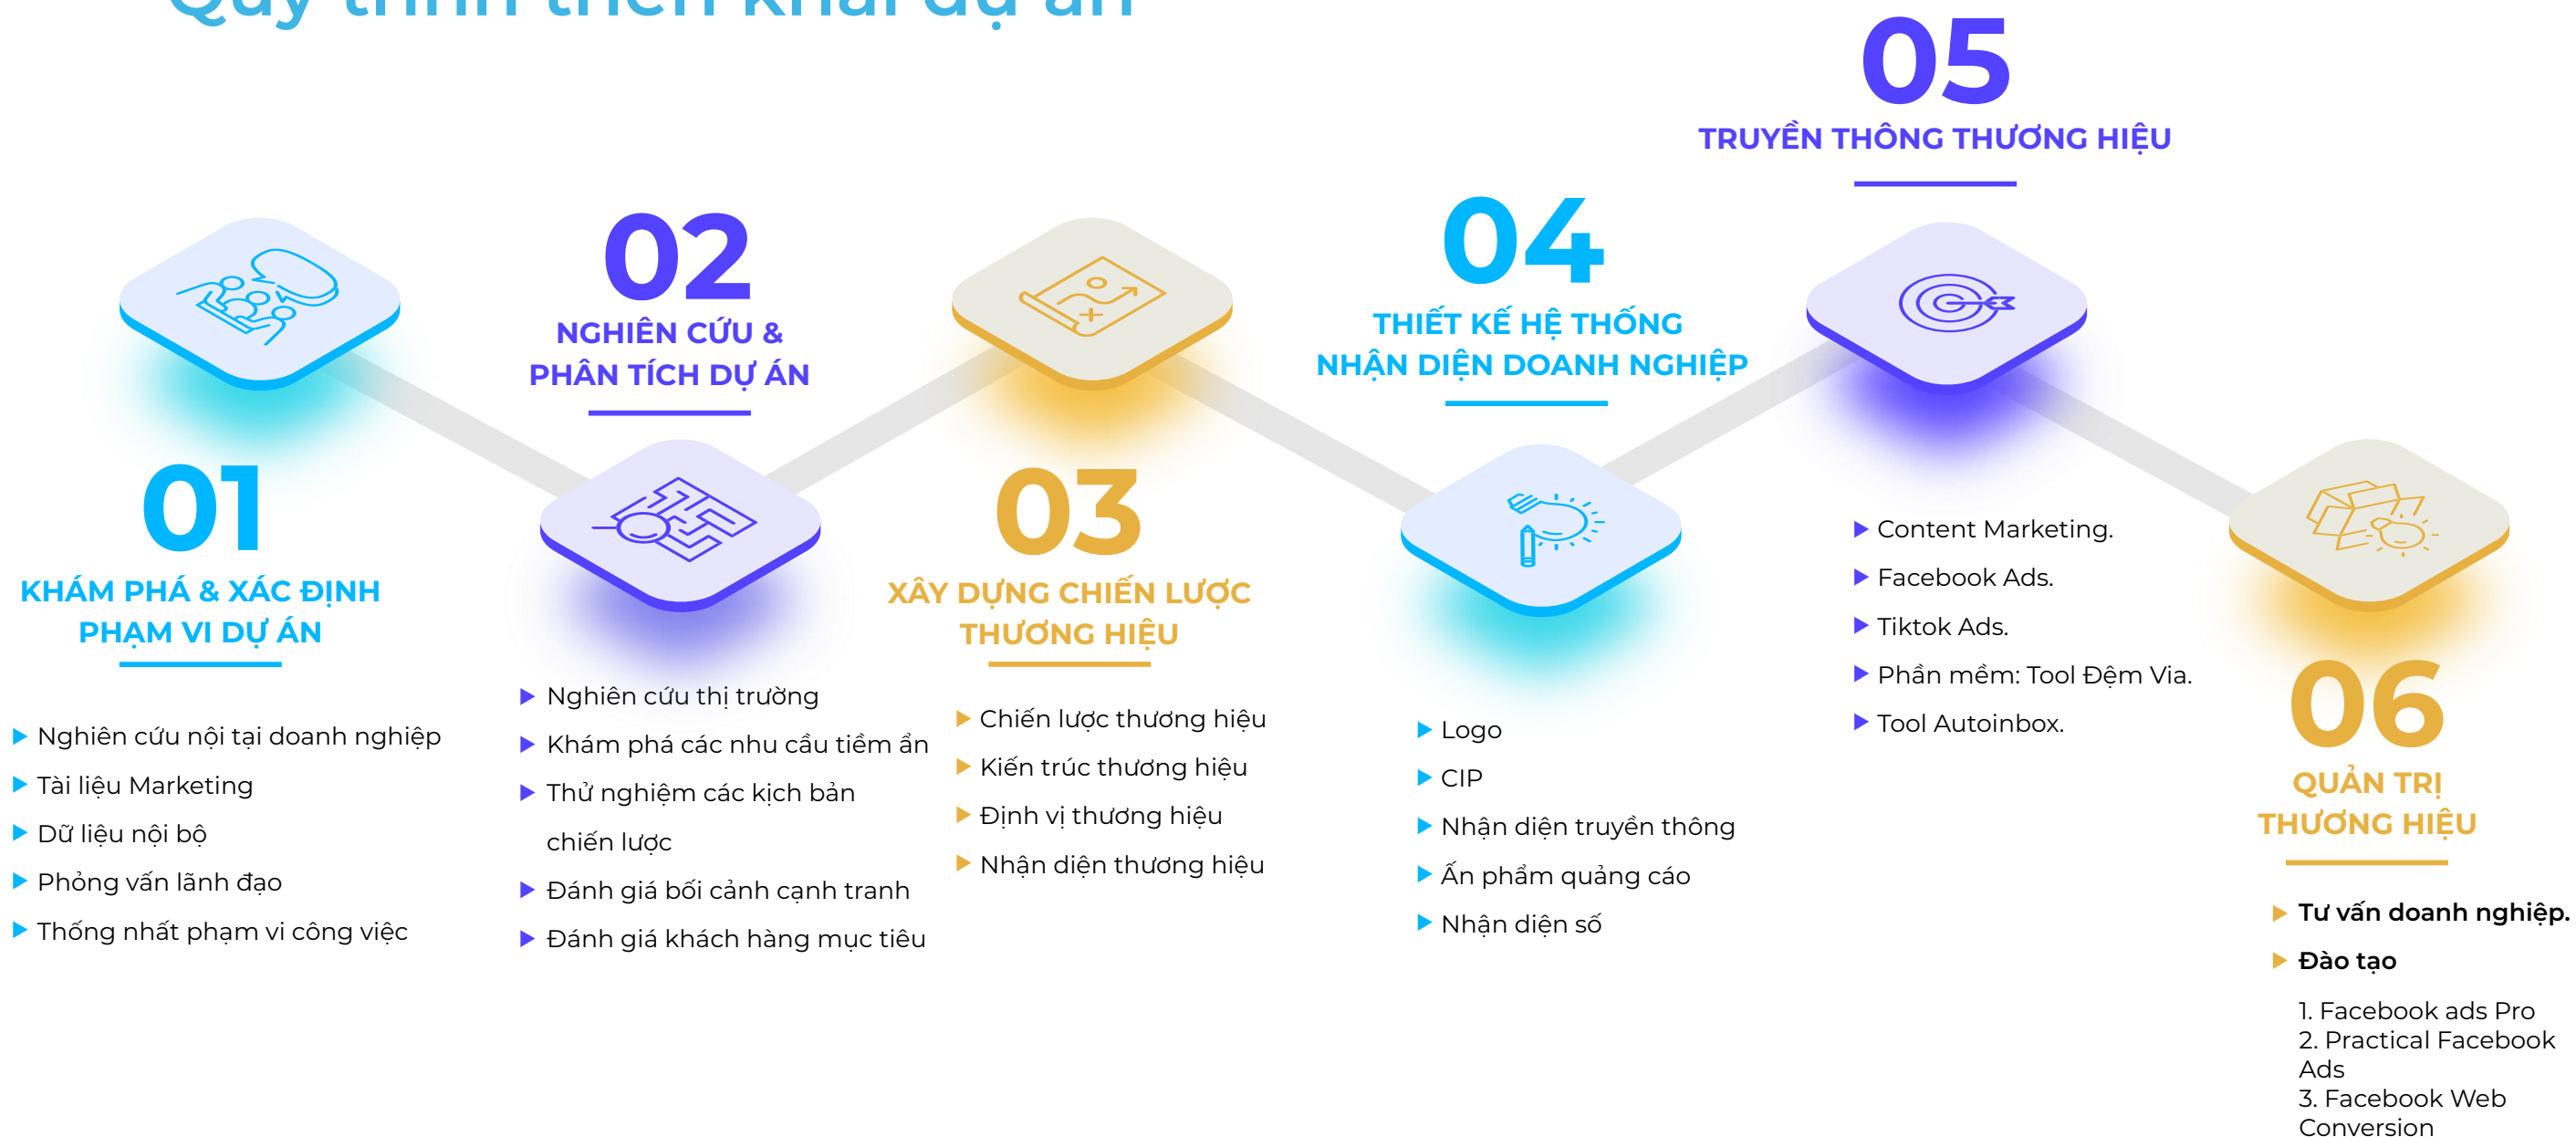 Quy trình triển khai dự án
01
KHÁM PHÁ & XÁC ĐỊNH
PHẠM VI DỰ ÁN
Nghiên cứu nội tại doanh nghiệp
Tài liệu Marketing
Dữ liệu nội bộ
Phỏng vấn lãnh đạo
Thống nhất phạm vi công việc
02
NGHIÊN CỨU &
PHÂN TÍCH DỰ ÁN
Nghiên cứu thị trường
Khám phá các nhu cầu tiềm ẩn
Thử nghiệm các kịch bản
chiến lược
Đánh giá bối cảnh cạnh tranh
Đánh giá khách hàng mục tiêu
03
XÂY DỰNG CHIẾN LƯỢC
THƯƠNG HIỆU
Chiến lược thương hiệu
Kiến trúc thương hiệu
Định vị thương hiệu
Nhận diện thương hiệu
04
THIẾT KẾ HỆ THỐNG
NHẬN DIỆN DOANH NGHIỆP
Logo
CIP
Nhận diện truyền thông
Ấn phẩm quảng cáo
Nhận diện số
05
TRUYỀN THÔNG THƯƠNG HIỆU
Content Marketing.
Facebook Ads.
Tiktok Ads.
Phần mềm: Tool Đệm Via.
Tool Autoinbox.
06
QUẢN TRỊ
THƯƠNG HIỆU
Tư vấn doanh nghiệp.
Đào tạo
1. Facebook ads Pro
2. Practical Facebook
Ads
3. Facebook Web
Conversion